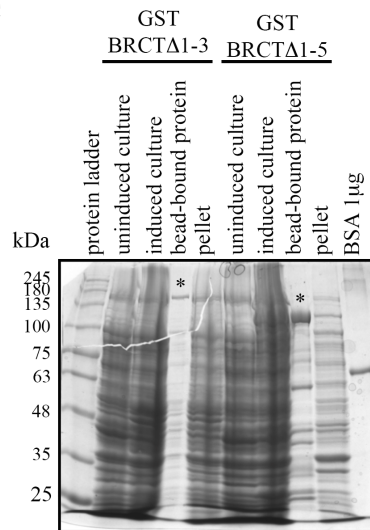 GST
BRCTΔ1-3
GST
BRCTΔ1-5
protein ladder
uninduced culture
induced culture
bead-bound protein
pellet
uninduced culture
induced culture
bead-bound protein
pellet
BSA 1µg
kDa
245
180
135
100
75
63
48
35
25
*
*